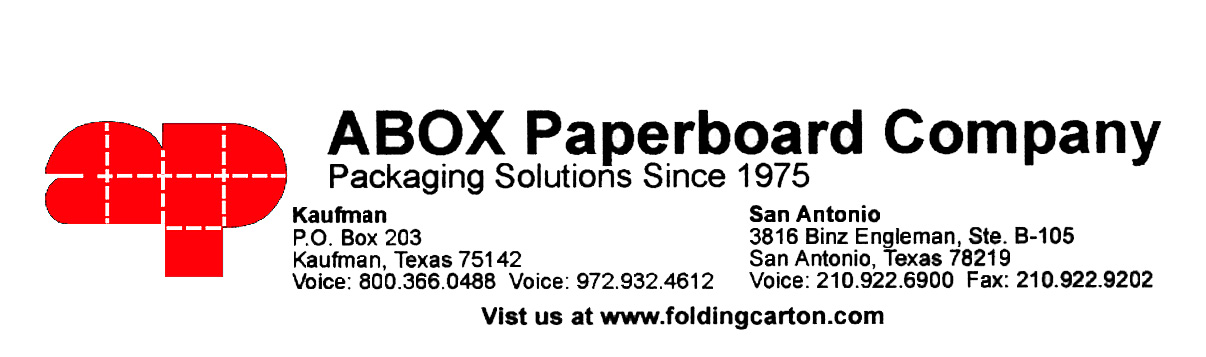 ABOX Paperboard Company
Packaging Solutions Since 1975
Kaufman
P.O. Box 203
Kaufman, Texas 75142
Voice: 800.366.0488 Voice: 972.932.4612
San Antonio
3816 Binz Engleman, Ste. B-105
San Antonio, Texas 78219
Voice: 210.922.6900 Fax: 210.922.9202
Vist us at www.foldingcarton.com